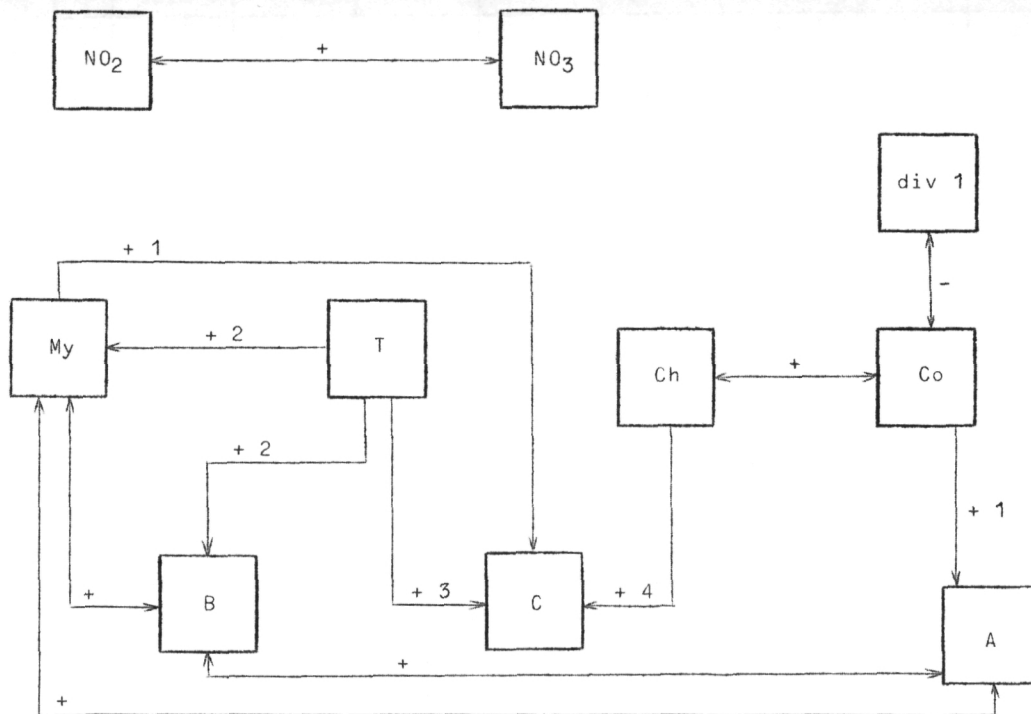 NO2 + NO3
div 1
+ 1
-
My + 2 T
Ch + Co
+ 2
+ 1
+ B + 3 C + 4
A
+
+